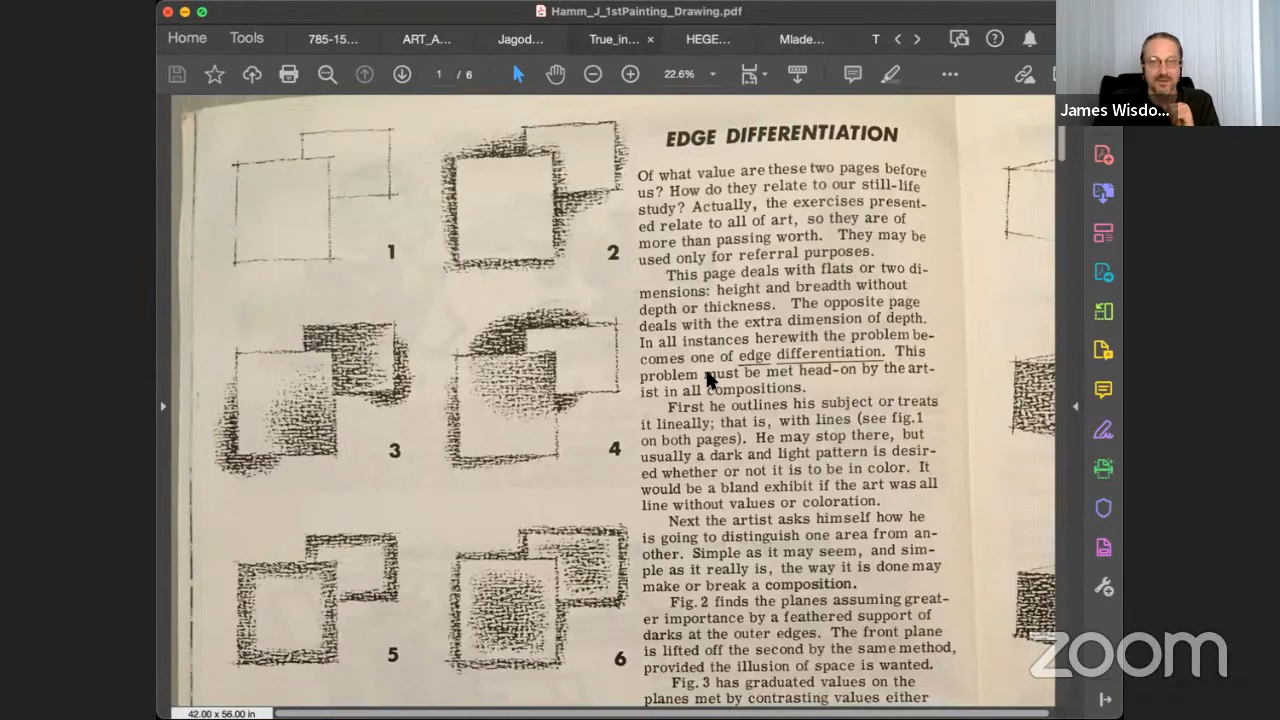 Hamm_J_1stPainting_Drawing.pdf
Home Tools 785-15... ART_A... Jagod... True_in... × HEGE... Mlade... T
1 / 6 22.6%
James Wisdo...
1
2
3
4
5
6
EDGE DIFFERENTIATION
Of what value are these two pages before
us? How do they relate to our still-life
study? Actually, the exercises present-
ed relate to all of art, so they are of
more than passing worth. They may be
used only for referral purposes.
This page deals with flats or two di-
mensions: height and breadth without
depth or thickness. The opposite page
deals with the extra dimension of depth.
In all instances herewith the problem be-
comes one of edge differentiation. This
problem must be met head-on by the art-
ist in all compositions.
First he outlines his subject or treats
it lineally; that is, with lines (see fig.1
on both pages). He may stop there, but
usually a dark and light pattern is desir-
ed whether or not it is to be in color. It
would be a bland exhibit if the art was all
line without values or coloration.
Next the artist asks himself how he
is going to distinguish one area from an-
other. Simple as it may seem, and sim-
ple as it really is, the way it is done may
make or break a composition.
Fig. 2 finds the planes assuming great-
er importance by a feathered support of
darks at the outer edges. The front plane
is lifted off the second by the same method,
provided the illusion of space is wanted.
Fig. 3 has graduated values on the
planes met by contrasting values either
42.00 x 56.00 in
zoom